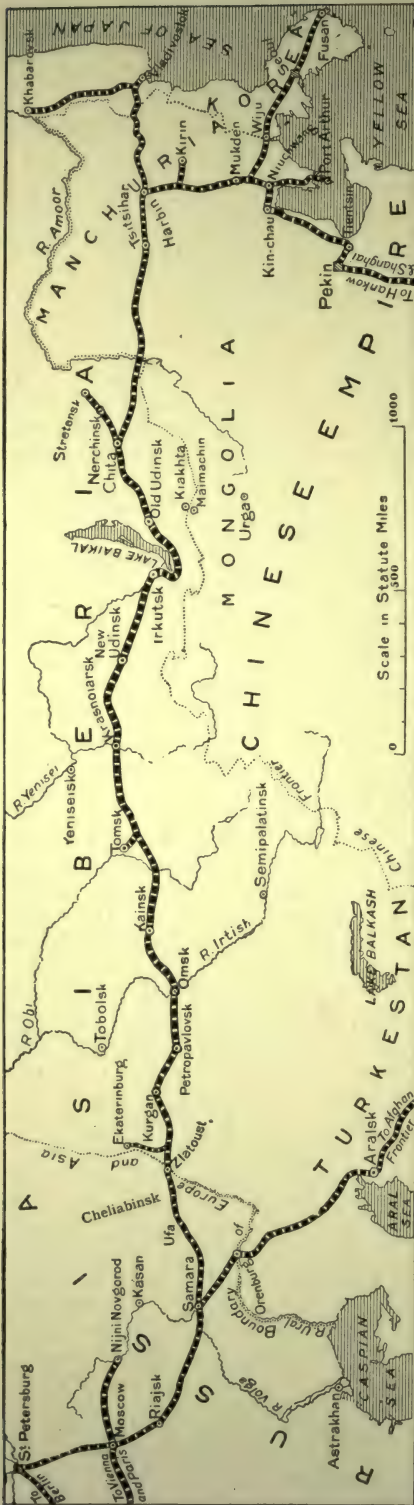 St Petersburg
To
Berlin
Moscow
To Vienna
and Paris
Nijni Novgorod
Kasan
Riajsk
Samara
Ufa
Cheliabinsk
Zlatoust
Ekaterinburg
Kurgan
Petropavlovsk
Omsk
Tobolsk
R. Obi
Kainsk
Tomsk
R. Irtish
Semipalatinsk
Yeniseisk
R. Yenisei
Krasnoiarsk
New
Udinsk
Irkutsk
LAKE BAIKAL
Old Udinsk
Kiakhta
Maimachin
Urga
Chita
Nerchinsk
Stretensk
R. Amoor
Khabarovsk
Vladivostok
Tsitsihar
Harbin
Kirin
Mukden
Wiju
Niuchwang
Port Arthur
Kin-chau
Tientsin
Pekin
To Hankow
& Shanghai
Fusan
SEA OF JAPAN
YELLOW
SEA
KOREA
MANCHURIA
MONGOLIA
CHINESE EMPIRE
SIBERIA
RUSSIA
TURKESTAN
Boundary
of
Europe
and
Asia
Orenburg
R. Ural
R. Volga
Astrakhan
CASPIAN
SEA
ARAL
SEA
Aralsk
To Afghan
Frontier
LAKE BALKASH
Chinese
Frontier
Scale in Statute Miles
0 500 1000